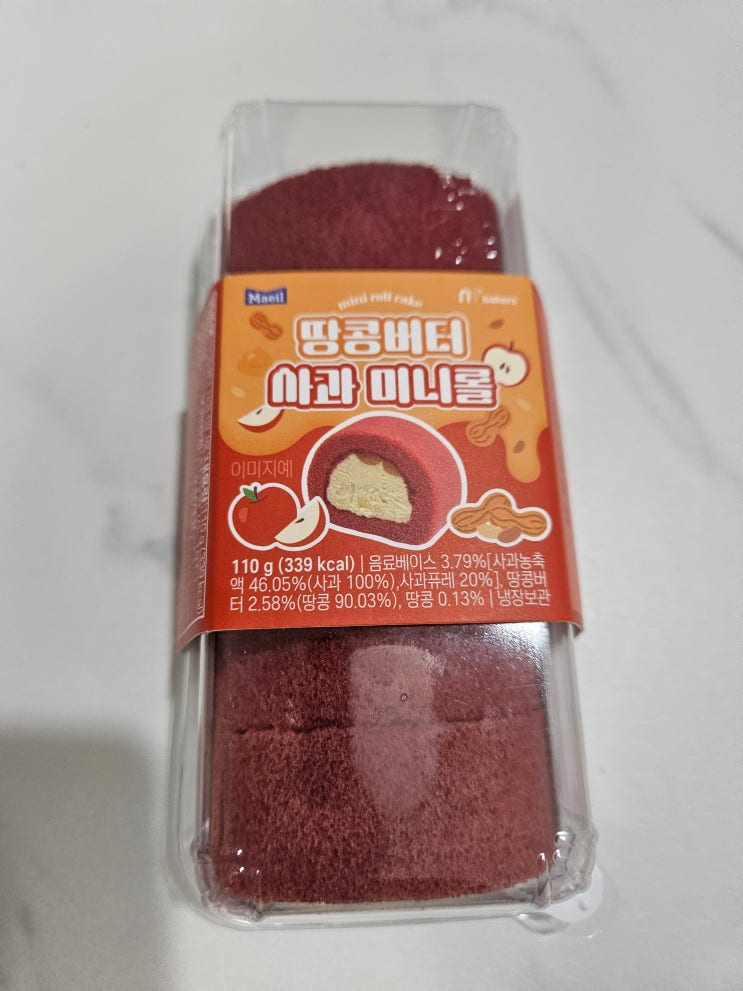 Maeil
mini roll cake
bakery
땅콩버터
사과 미니롤
이미지예
110 g (339 kcal) | 음료베이스 3.79%[사과농축
액 46.05%(사과 100%),사과퓨레 20%], 땅콩버
터 2.58%(땅콩 90.03%), 땅콩 0.13% | 냉장보관